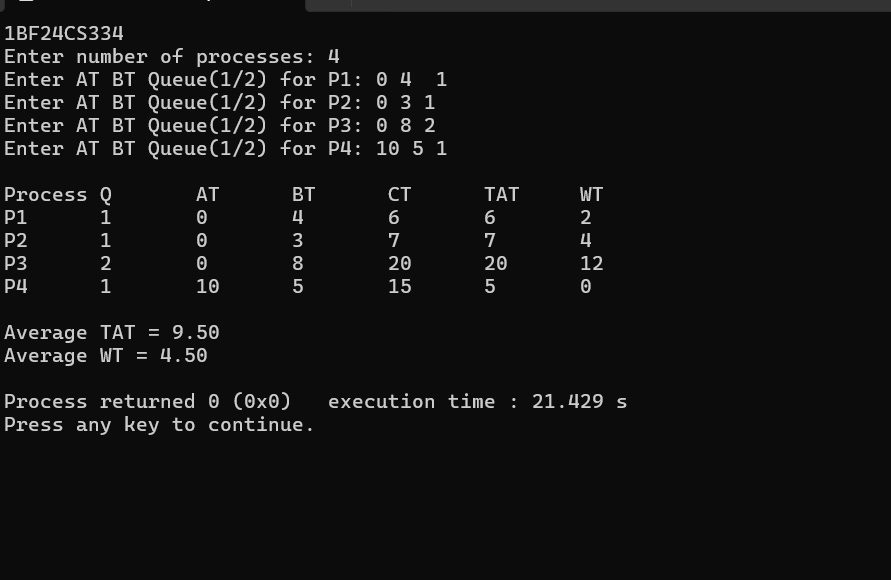 1BF24CS334
Enter number of processes: 4
Enter AT BT Queue(1/2) for P1: 0 4  1
Enter AT BT Queue(1/2) for P2: 0 3 1
Enter AT BT Queue(1/2) for P3: 0 8 2
Enter AT BT Queue(1/2) for P4: 10 5 1

Process Q       AT      BT      CT      TAT     WT
P1      1       0       4       6       6       2
P2      1       0       3       7       7       4
P3      2       0       8       20      20      12
P4      1       10      5       15      5       0

Average TAT = 9.50
Average WT = 4.50

Process returned 0 (0x0)   execution time : 21.429 s
Press any key to continue.